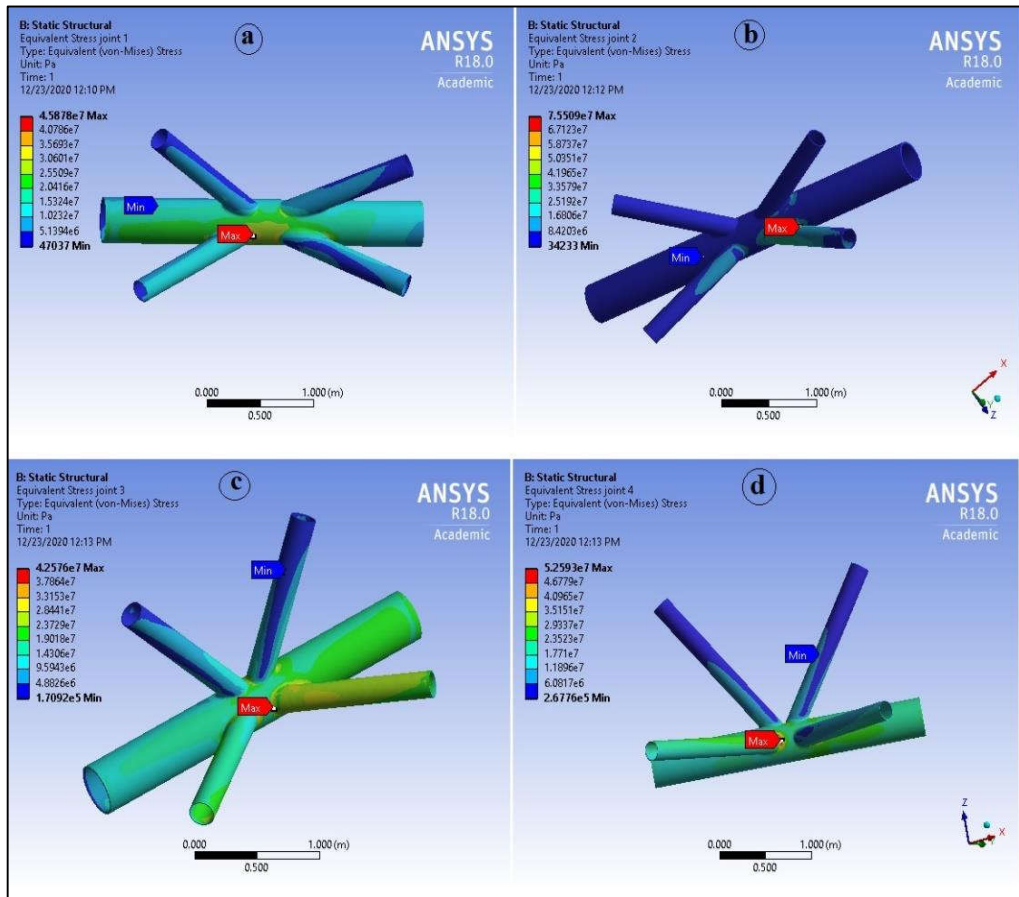 B: Static Structural
Equivalent Stress joint 1
Type: Equivalent (von-Mises) Stress
Unit: Pa
Time: 1
12/23/2020 12:10 PM
a
ANSYS
R18.0
Academic
4.5878e7 Max
4.0786e7
3.5693e7
3.0601e7
2.5509e7
2.0416e7
1.5324e7
1.0232e7
5.1394e6
47037 Min
Min
Max
0.000 1.000 (m)
0.500
B: Static Structural
Equivalent Stress joint 2
Type: Equivalent (von-Mises) Stress
Unit: Pa
Time: 1
12/23/2020 12:12 PM
b
ANSYS
R18.0
Academic
7.5509e7 Max
6.7123e7
5.8737e7
5.0351e7
4.1965e7
3.3579e7
2.5192e7
1.6806e7
8.4203e6
34233 Min
Max
Min
0.000 1.000 (m)
0.500
X
Y
Z
B: Static Structural
Equivalent Stress joint 3
Type: Equivalent (von-Mises) Stress
Unit: Pa
Time: 1
12/23/2020 12:13 PM
c
ANSYS
R18.0
Academic
4.2576e7 Max
3.7864e7
3.3153e7
2.8441e7
2.3729e7
1.9018e7
1.4306e7
9.5943e6
4.8826e6
1.7092e5 Min
Min
Max
0.000 1.000 (m)
0.500
B: Static Structural
Equivalent Stress joint 4
Type: Equivalent (von-Mises) Stress
Unit: Pa
Time: 1
12/23/2020 12:13 PM
d
ANSYS
R18.0
Academic
5.2593e7 Max
4.6779e7
4.0965e7
3.5151e7
2.9337e7
2.3523e7
1.771e7
1.1896e7
6.0817e6
2.6776e5 Min
Min
Max
0.000 1.000 (m)
0.500
Z
Y
X